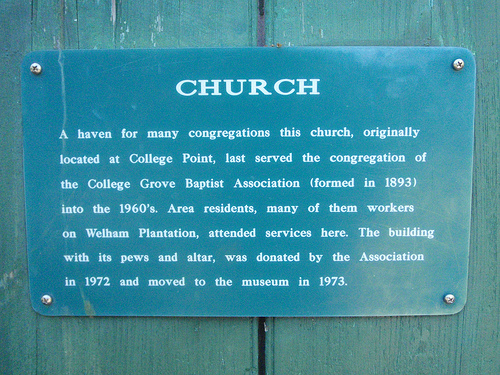 CHURCH
A haven for many congregations this church, originally
located at College Point, last served the congregation of
the College Grove Baptist Association (formed in 1893)
into the 1960's. Area residents, many of them workers
on Welham Plantation, attended services here. The building
with its pews and altar, was donated by the Association
in 1972 and moved to the museum in 1973.